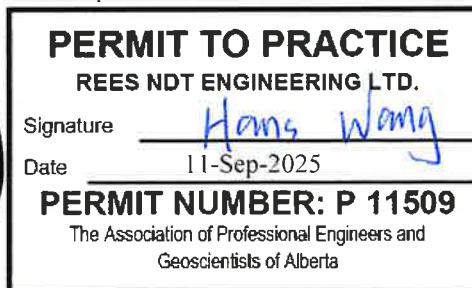 PERMIT TO PRACTICE
REES NDT ENGINEERING LTD.
Signature Hans Wang
Date 11-Sep-2025
PERMIT NUMBER: P 11509
The Association of Professional Engineers and
Geoscientists of Alberta